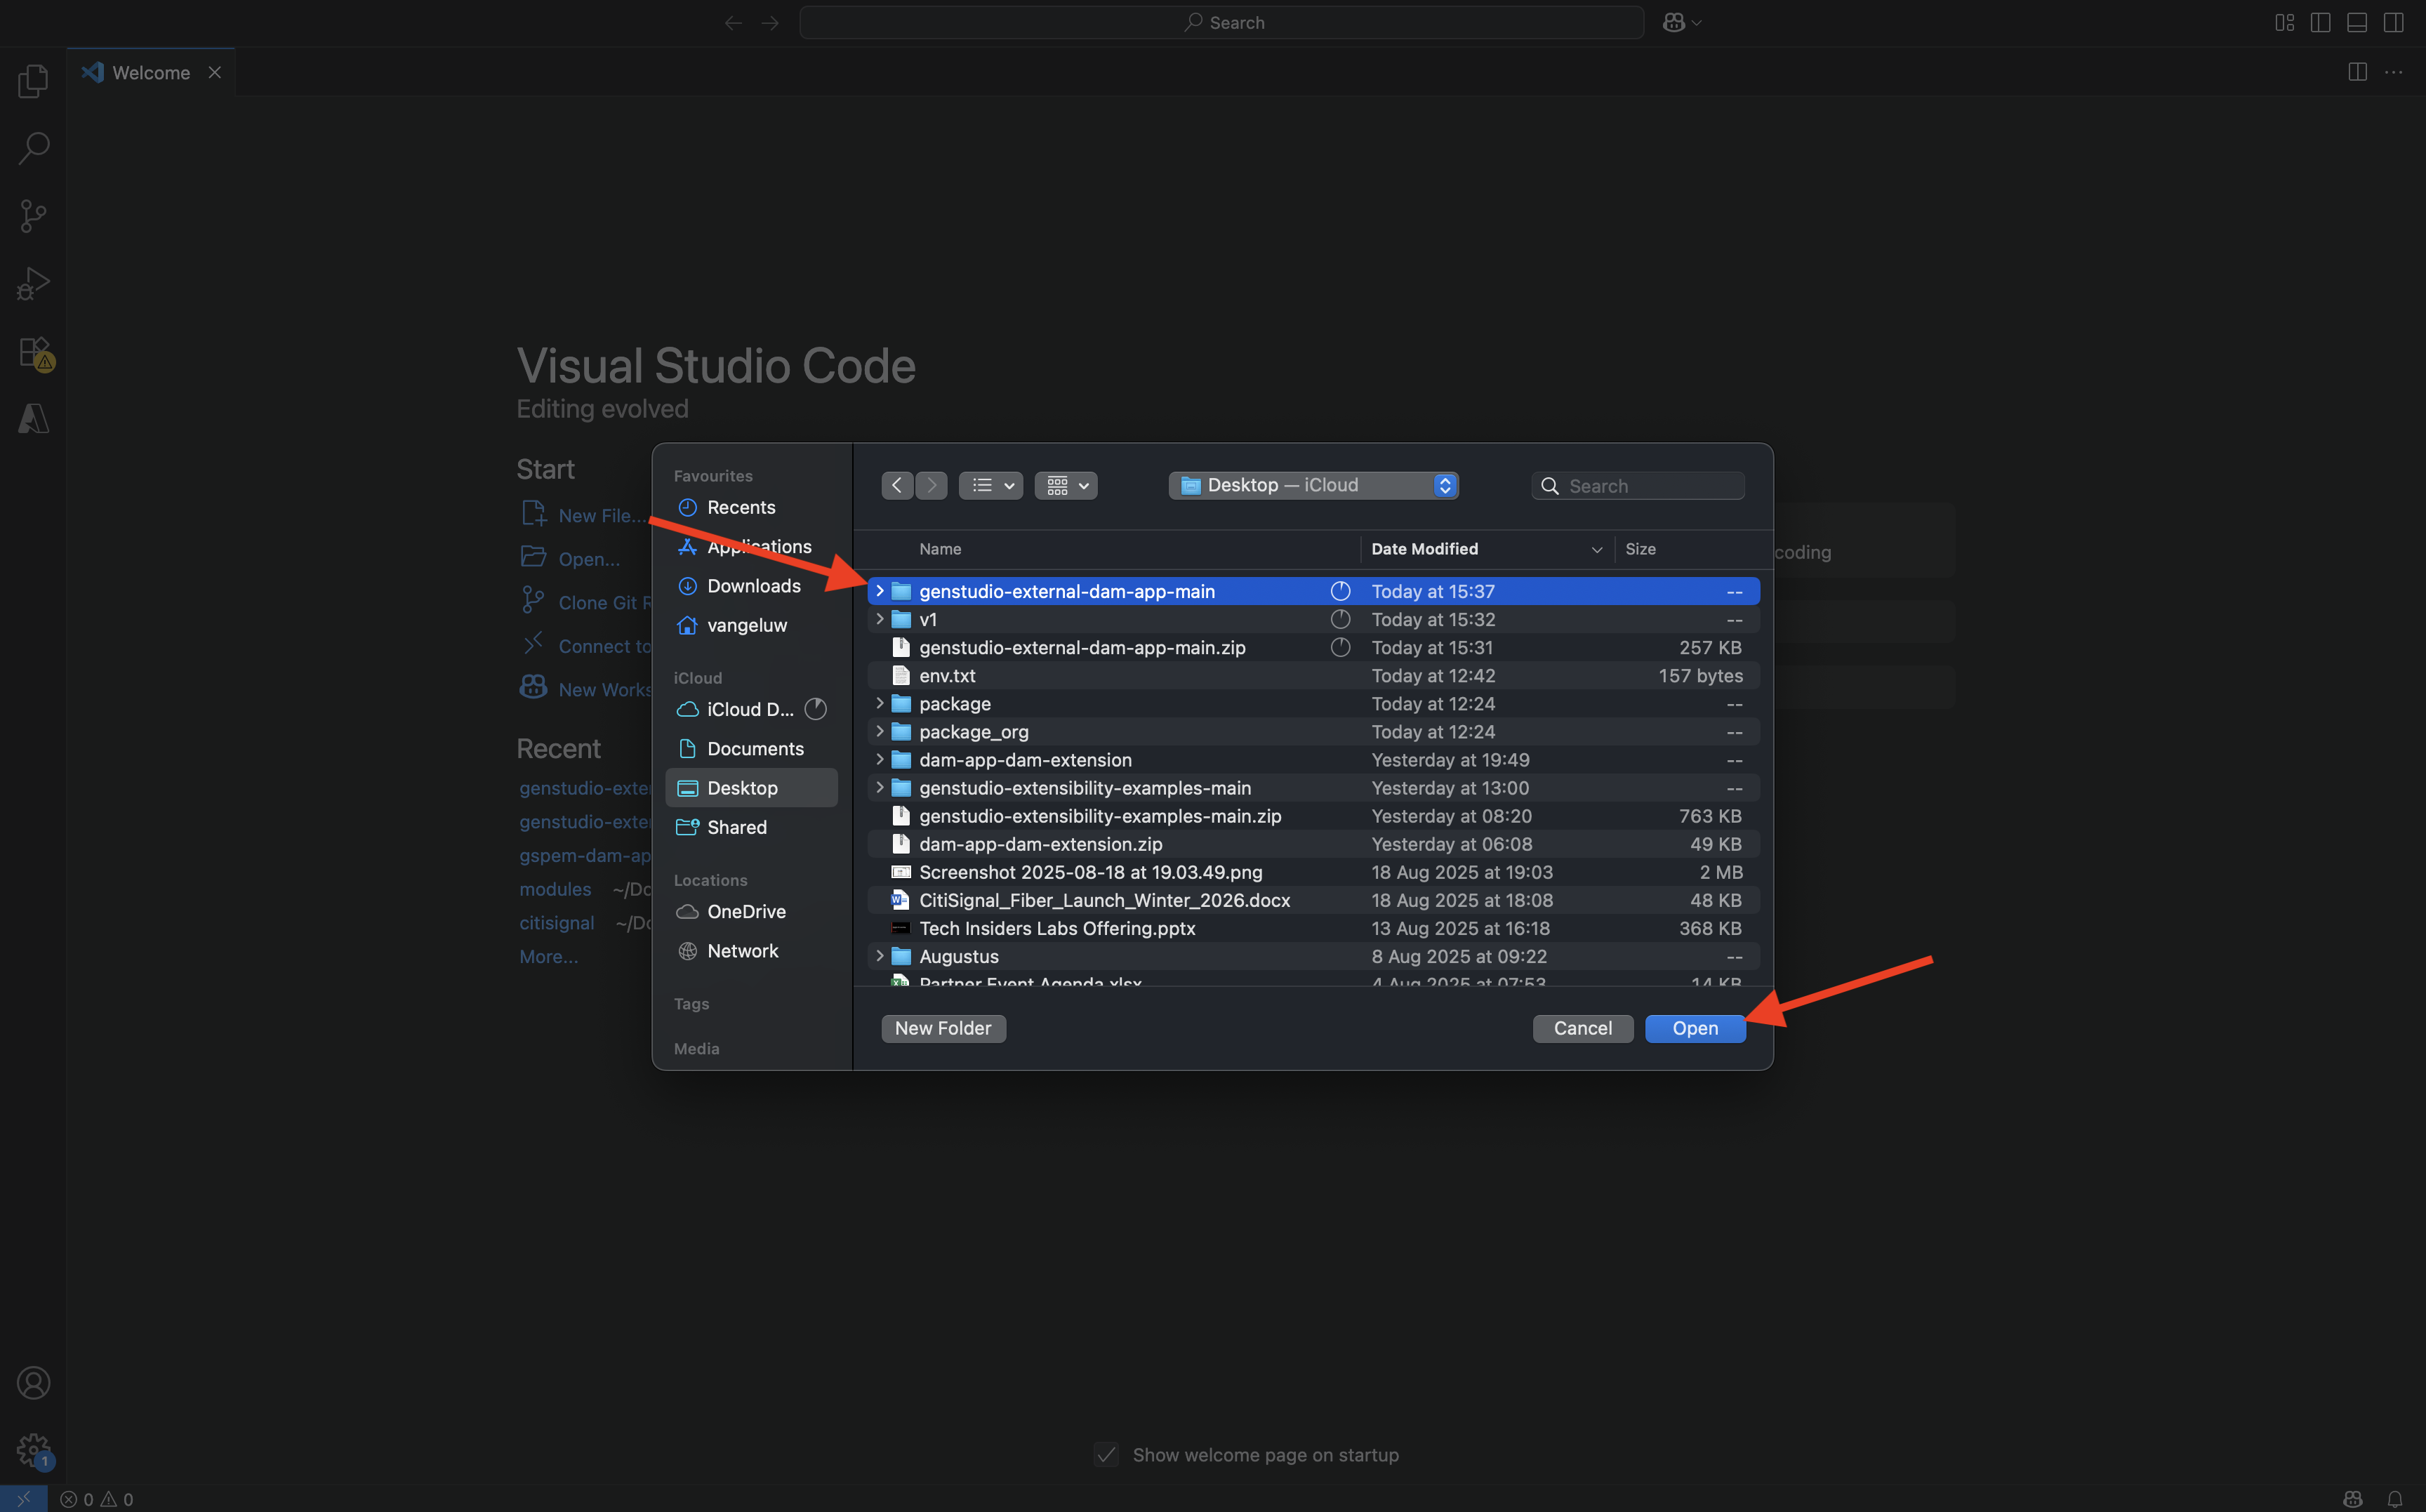 Search
Welcome
Visual Studio Code
Editing evolved
Start
New File...
Open...
Clone Git R
Connect to
New Works
Recent
genstudio-exte
genstudio-exte
gspem-dam-ap
modules ~/Do
citisignal ~/Do
More...
coding
Favourites
Recents
Applications
Downloads
vangeluw
iCloud
iCloud D...
Documents
Desktop
Shared
Locations
OneDrive
Network
Tags
Media
Desktop — iCloud
Search
Name Date Modified Size
genstudio-external-dam-app-main Today at 15:37 --
v1 Today at 15:32 --
genstudio-external-dam-app-main.zip Today at 15:31 257 KB
env.txt Today at 12:42 157 bytes
package Today at 12:24 --
package_org Today at 12:24 --
dam-app-dam-extension Yesterday at 19:49 --
genstudio-extensibility-examples-main Yesterday at 13:00 --
genstudio-extensibility-examples-main.zip Yesterday at 08:20 763 KB
dam-app-dam-extension.zip Yesterday at 06:08 49 KB
Screenshot 2025-08-18 at 19.03.49.png 18 Aug 2025 at 19:03 2 MB
CitiSignal_Fiber_Launch_Winter_2026.docx 18 Aug 2025 at 18:08 48 KB
Tech Insiders Labs Offering.pptx 13 Aug 2025 at 16:18 368 KB
Augustus 8 Aug 2025 at 09:22 --
Partner Event Agenda.xlsx 4 Aug 2025 at 07:53 14 KB
New Folder Cancel Open
Show welcome page on startup
1
0 0